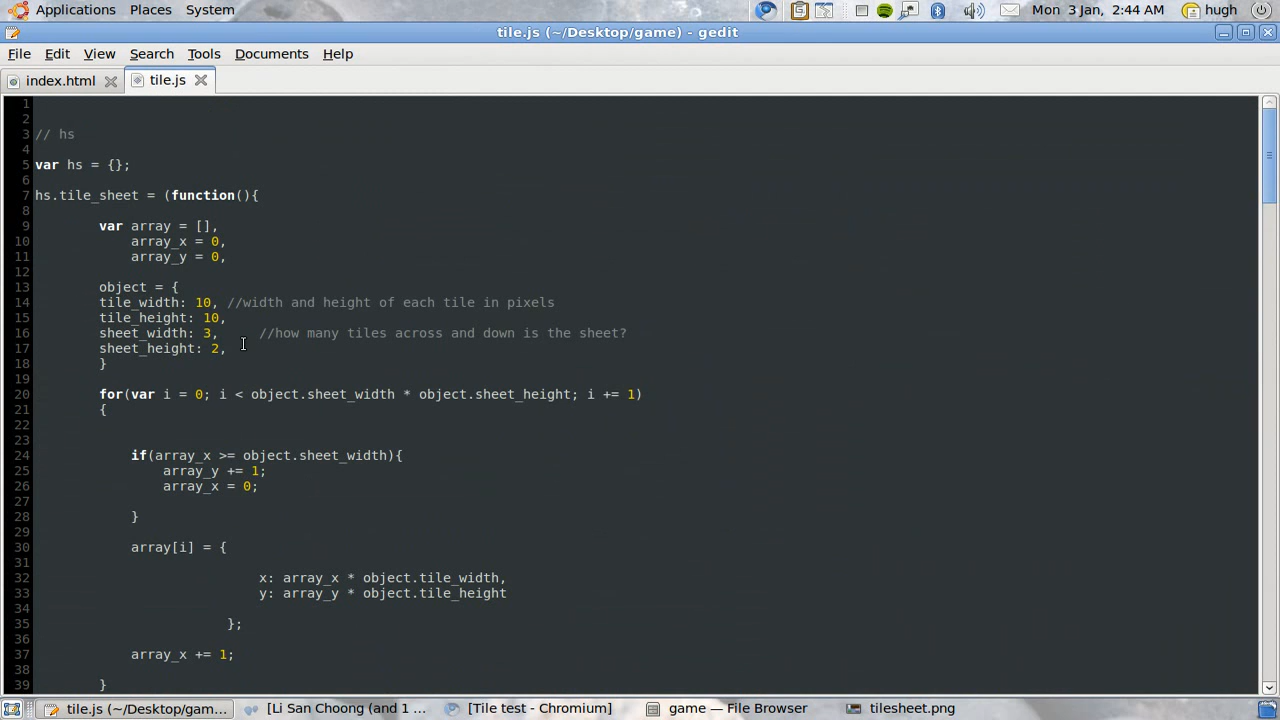 Applications Places System Mon 3 Jan, 2:44 AM hugh
tile.js (~/Desktop/game) - gedit
File Edit View Search Tools Documents Help
index.html tile.js
1
2
3 // hs
4
5 var hs = {};
6
7 hs.tile_sheet = (function(){
8
9 var array = [],
10 array_x = 0,
11 array_y = 0,
12
13 object = {
14 tile_width: 10, //width and height of each tile in pixels
15 tile_height: 10,
16 sheet_width: 3, //how many tiles across and down is the sheet?
17 sheet_height: 2,
18 }
19
20 for(var i = 0; i < object.sheet_width * object.sheet_height; i += 1)
21 {
22
23
24 if(array_x >= object.sheet_width){
25 array_y += 1;
26 array_x = 0;
27
28 }
29
30 array[i] = {
31
32 x: array_x * object.tile_width,
33 y: array_y * object.tile_height
34
35 };
36
37 array_x += 1;
38
39 }
tile.js (~/Desktop/gam... [Li San Choong (and 1 ... [Tile test - Chromium] game — File Browser tilesheet.png